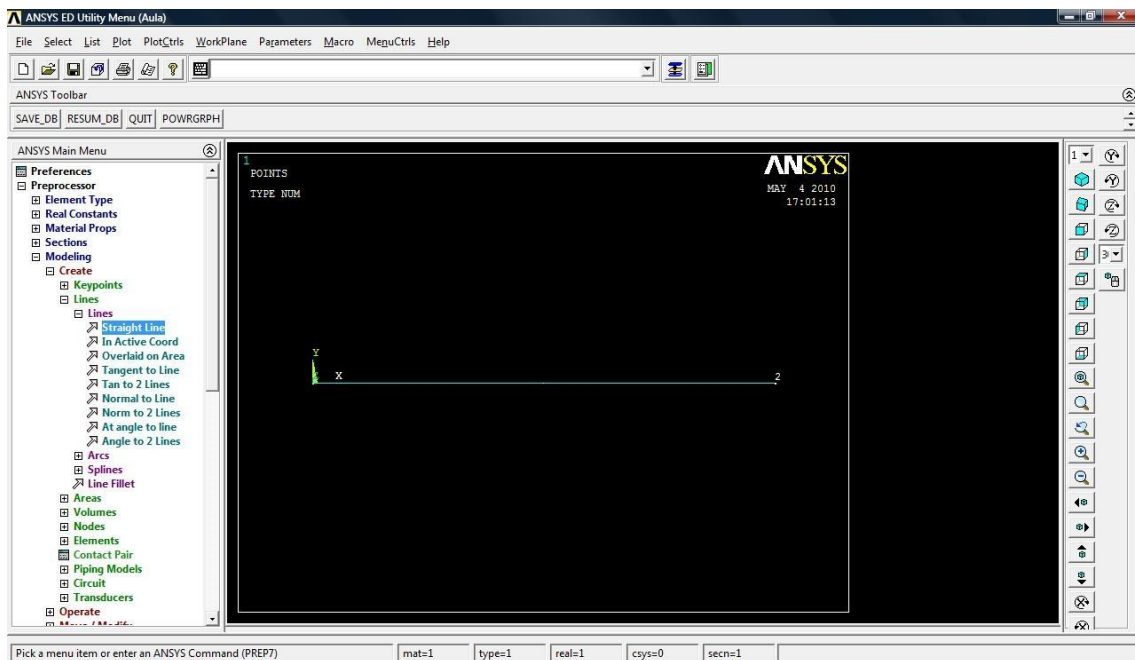 ANSYS ED Utility Menu (Aula)
File Select List Plot PlotCtrls WorkPlane Parameters Macro MenuCtrls Help
ANSYS Toolbar
SAVE_DB RESUM_DB QUIT POWRGRPH
ANSYS Main Menu
Preferences
Preprocessor
Element Type
Real Constants
Material Props
Sections
Modeling
Create
Keypoints
Lines
Lines
Straight Line
In Active Coord
Overlaid on Area
Tangent to Line
Tan to 2 Lines
Normal to Line
Norm to 2 Lines
At angle to line
Angle to 2 Lines
Arcs
Splines
Line Fillet
Areas
Volumes
Nodes
Elements
Contact Pair
Piping Models
Circuit
Transducers
Operate
Move / Modify
1
POINTS
TYPE NUM
ANSYS
MAY 4 2010
17:01:13
Y
X
2
1
Pick a menu item or enter an ANSYS Command (PREP7)
mat=1
type=1
real=1
csys=0
secn=1